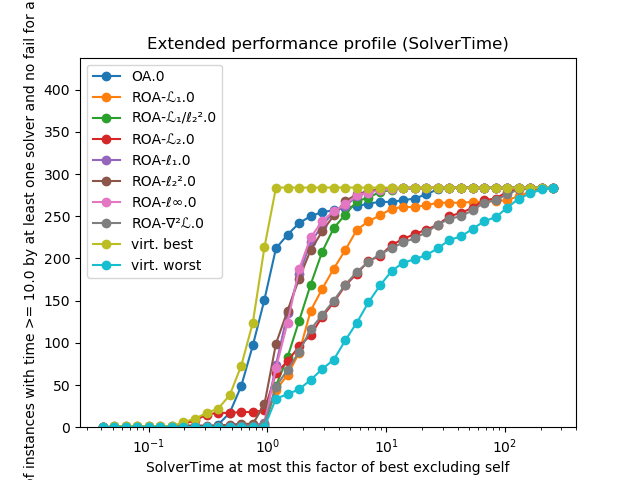 Extended performance profile (SolverTime)
of instances with time >= 10.0 by at least one solver and no fail for a
400
350
300
250
200
150
100
50
0
OA.0
ROA-ℒ₁.0
ROA-ℒ₁/ℓ₂².0
ROA-ℒ₂.0
ROA-ℓ₁.0
ROA-ℓ₂².0
ROA-ℓ∞.0
ROA-∇²ℒ.0
virt. best
virt. worst
10⁻¹ 10⁰ 10¹ 10²
SolverTime at most this factor of best excluding self